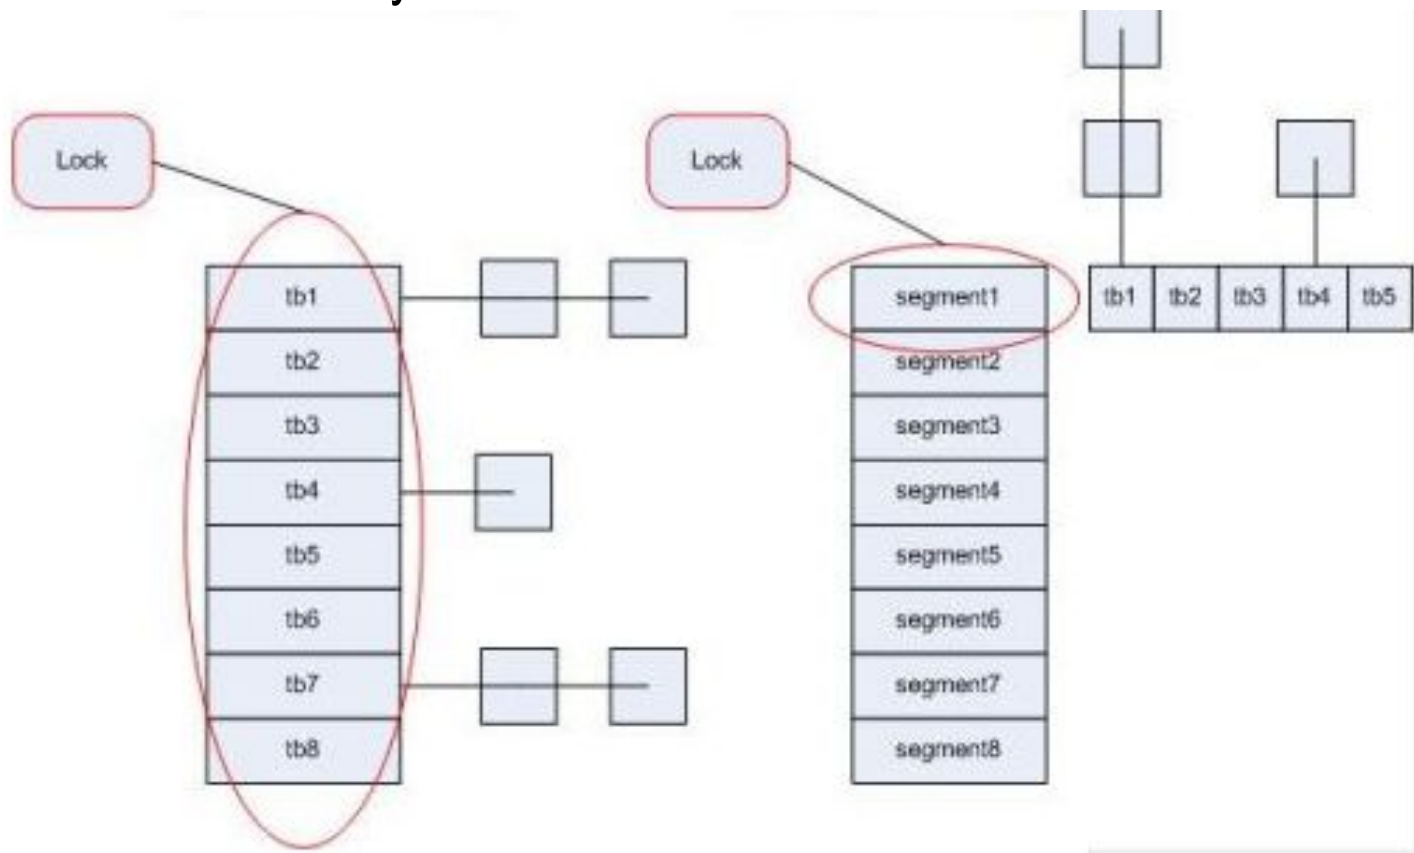 Lock
tb1
tb2
tb3
tb4
tb5
tb6
tb7
tb8
Lock
segment1
segment2
segment3
segment4
segment5
segment6
segment7
segment8
tb1 tb2 tb3 tb4 tb5